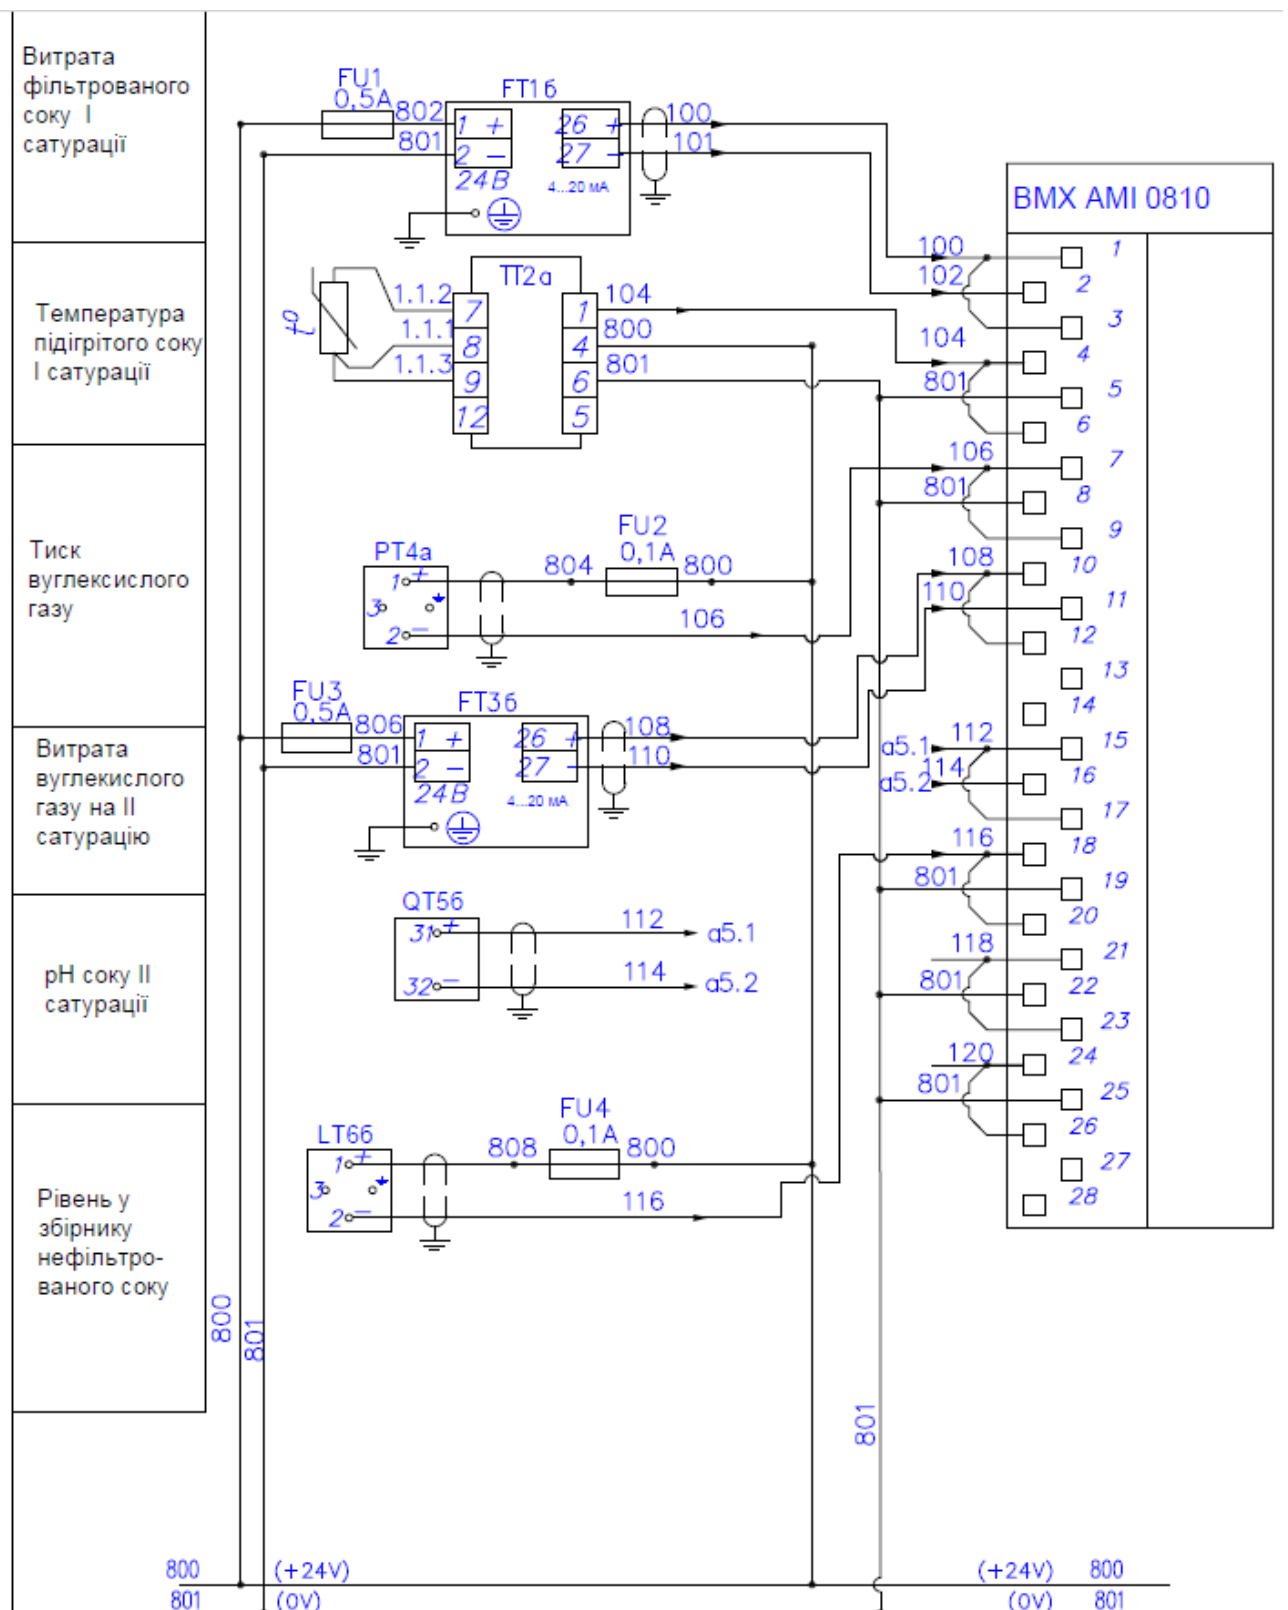 Витрата
фільтрованого
соку І
сатурації
Температура
підігрітого соку
І сатурації
Тиск
вуглексислого
газу
Витрата
вуглекислого
газу на ІІ
сатурацію
рН соку ІІ
сатурації
Рівень у
збірнику
нефільтро-
ваного соку
FU1
0,5А
802
801
FT1б
1 +
2 −
24В
26 +
27 −
4...20 мА
100
101
t°
1.1.2
1.1.1
1.1.3
ТТ2а
7
8
9
12
1
4
6
5
104
800
801
РТ4а
1 +
3
2 −
804
FU2
0,1А
800
106
FU3
0,5А
806
801
FT3б
1 +
2 −
24В
26 +
27 −
4...20 мА
108
110
QT5б
31 +
32 −
112
а5.1
114
а5.2
LT6б
1 +
3
2 −
808
FU4
0,1А
800
116
BMX AMI 0810
100
1
102
2
3
104
4
801
5
6
106
7
801
8
9
108
10
110
11
12
13
14
а5.1
112
15
а5.2
114
16
17
116
18
801
19
20
118
21
801
22
23
120
24
801
25
26
27
28
800
801
801
800
(+24V)
(+24V)
800
801
(0V)
(0V)
801